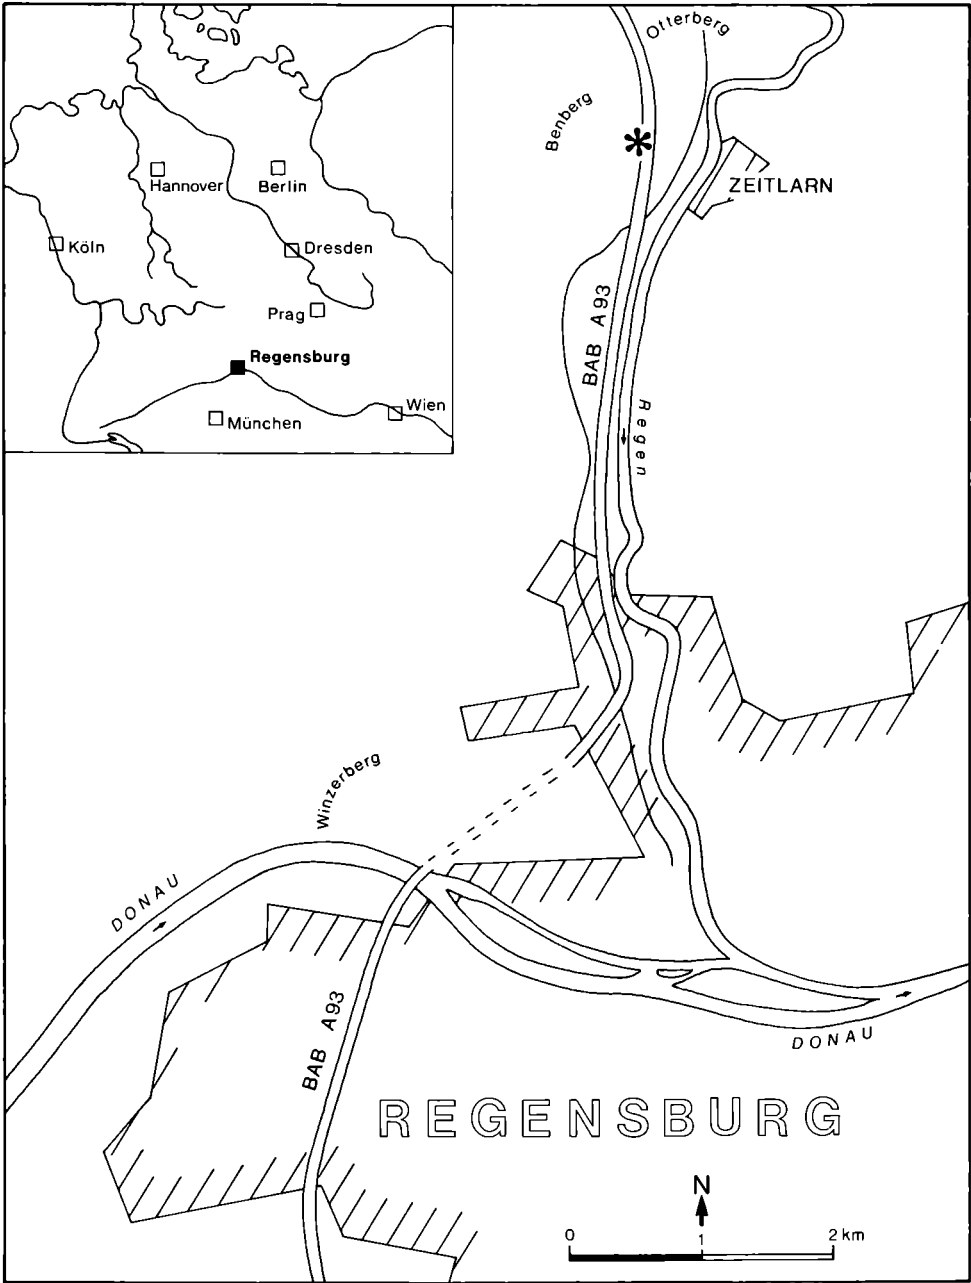 Otterberg
Benberg
ZEITLARN
Hannover
Berlin
Köln
Dresden
Prag
Regensburg
Wien
München
BAB A93
Regen
Winzerberg
DONAU
BAB A93
DONAU
REGENSBURG
N
0 1 2 km